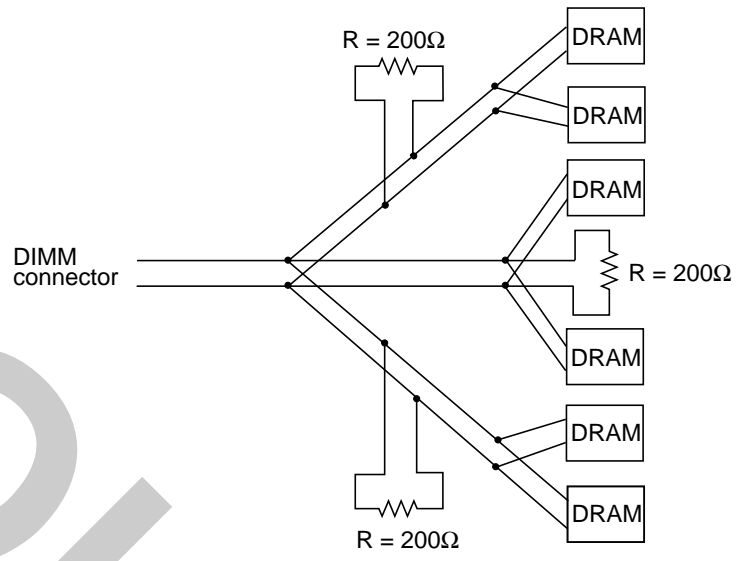 R = 200Ω
DRAM
DRAM
DRAM
DIMM
connector
R = 200Ω
DRAM
DRAM
DRAM
R = 200Ω